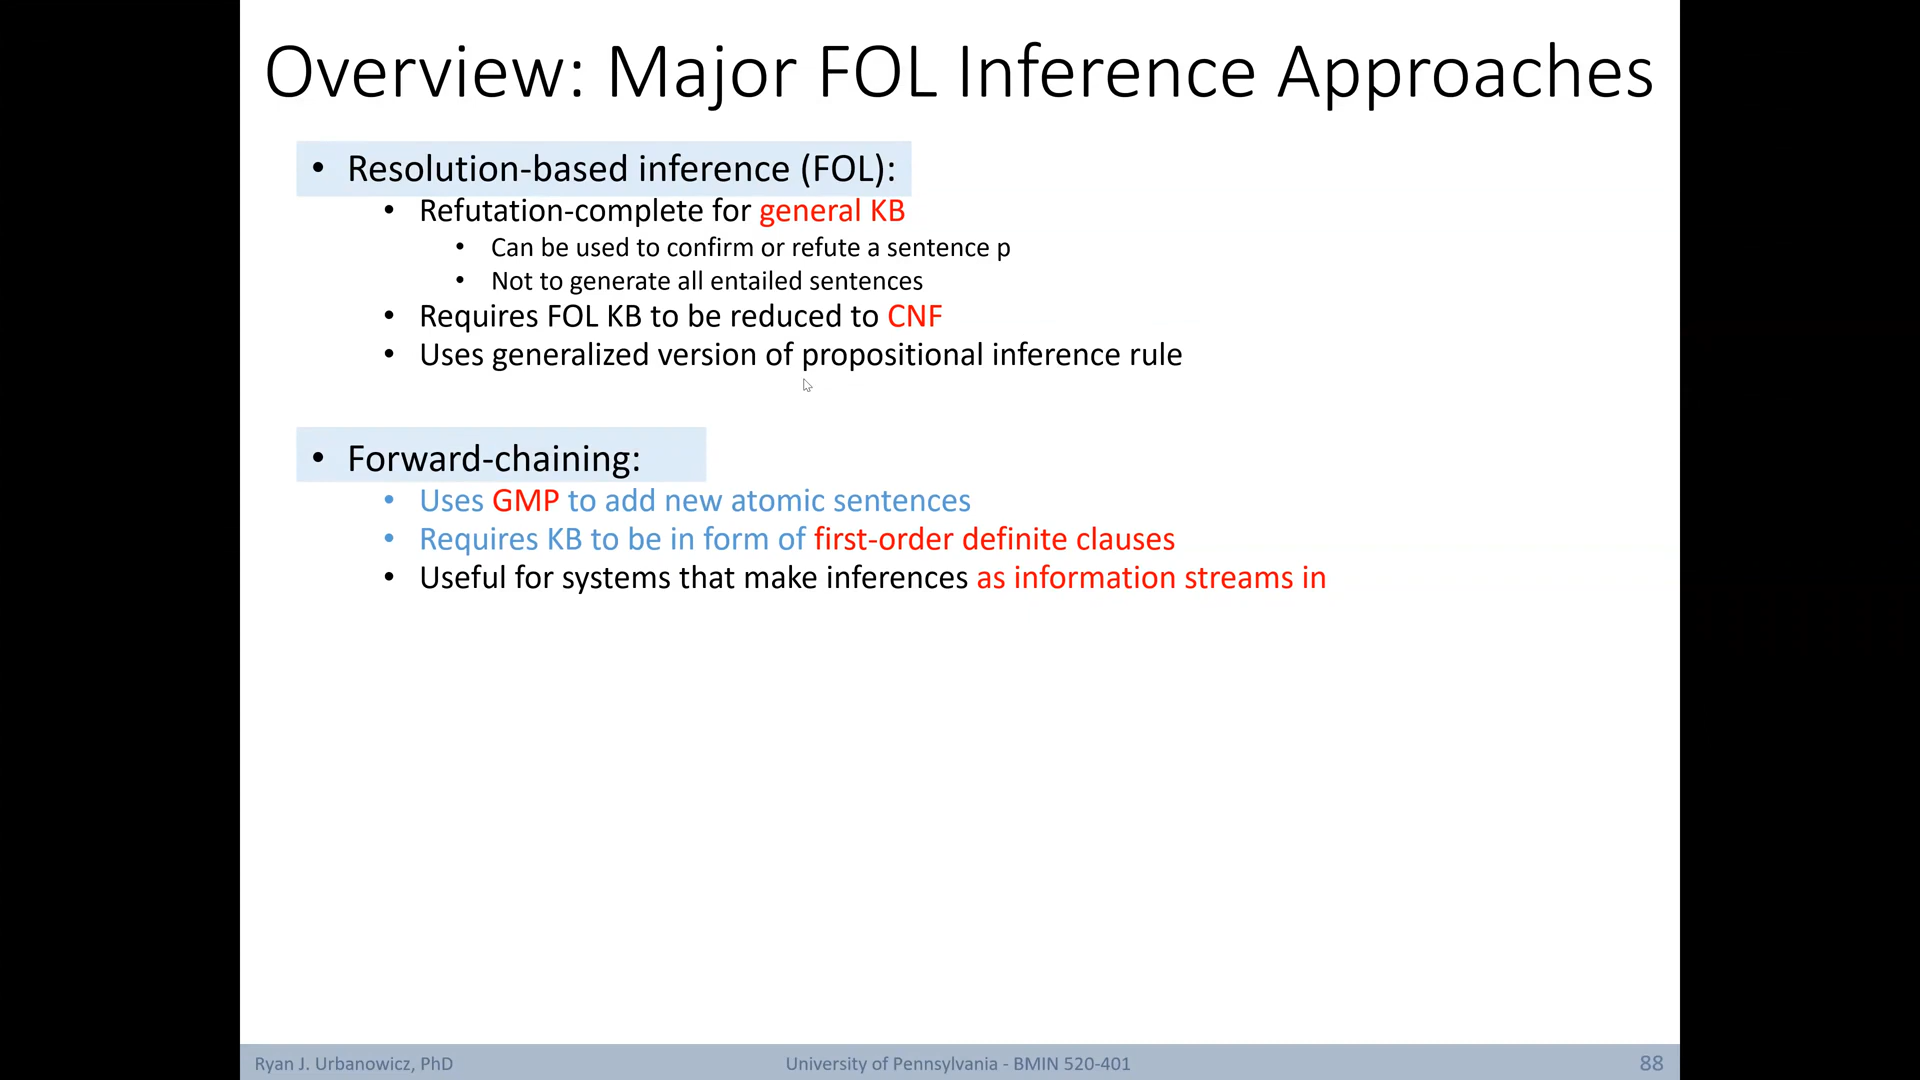 Overview: Major FOL Inference Approaches
• Resolution-based inference (FOL):
• Refutation-complete for general KB
• Can be used to confirm or refute a sentence p
• Not to generate all entailed sentences
• Requires FOL KB to be reduced to CNF
• Uses generalized version of propositional inference rule
• Forward-chaining:
• Uses GMP to add new atomic sentences
• Requires KB to be in form of first-order definite clauses
• Useful for systems that make inferences as information streams in
Ryan J. Urbanowicz, PhD
University of Pennsylvania - BMIN 520-401
88